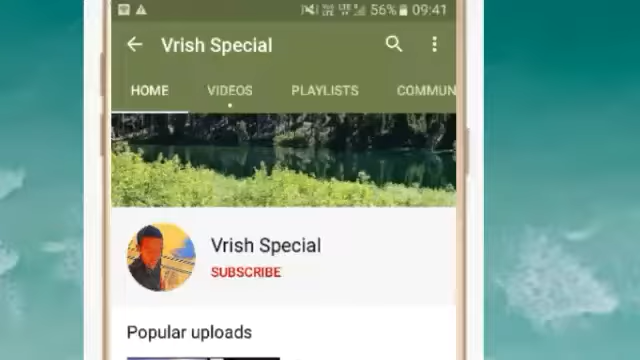 56% 09:41
Vrish Special
HOME VIDEOS PLAYLISTS COMMUN
Vrish Special
SUBSCRIBE
Popular uploads